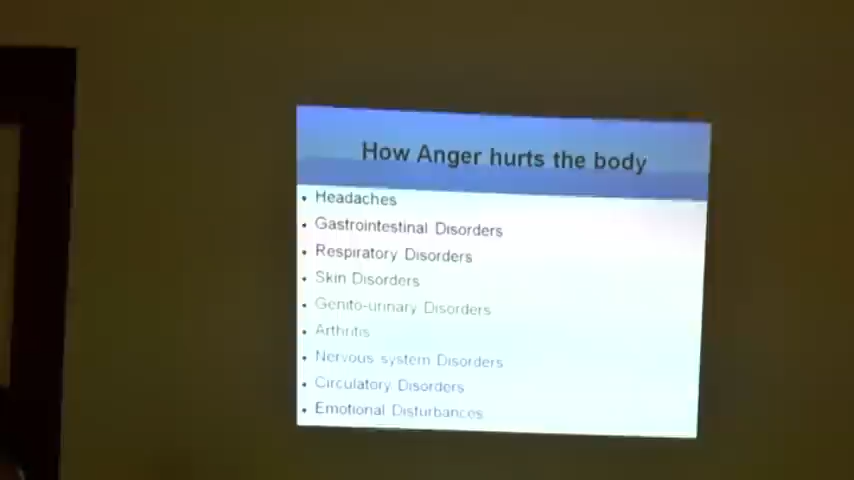 How Anger hurts the body
• Headaches
• Gastrointestinal Disorders
• Respiratory Disorders
• Skin Disorders
• Genito-urinary Disorders
• Arthritis
• Nervous system Disorders
• Circulatory Disorders
• Emotional Disturbances